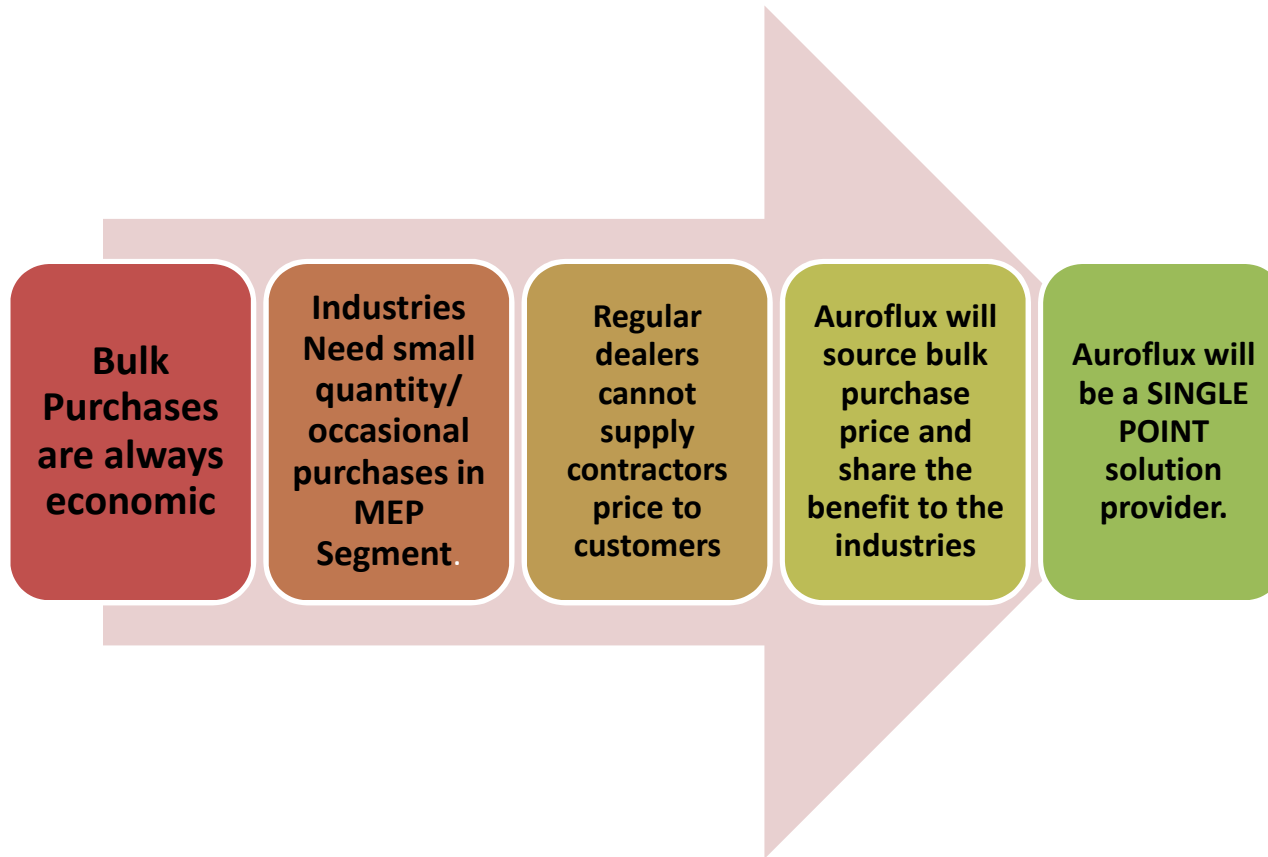 Bulk
Purchases
are always
economic
Industries
Need small
quantity/
occasional
purchases in
MEP
Segment.
Regular
dealers
cannot
supply
contractors
price to
customers
Auroflux will
source bulk
purchase
price and
share the
benefit to the
industries
Auroflux will
be a SINGLE
POINT
solution
provider.